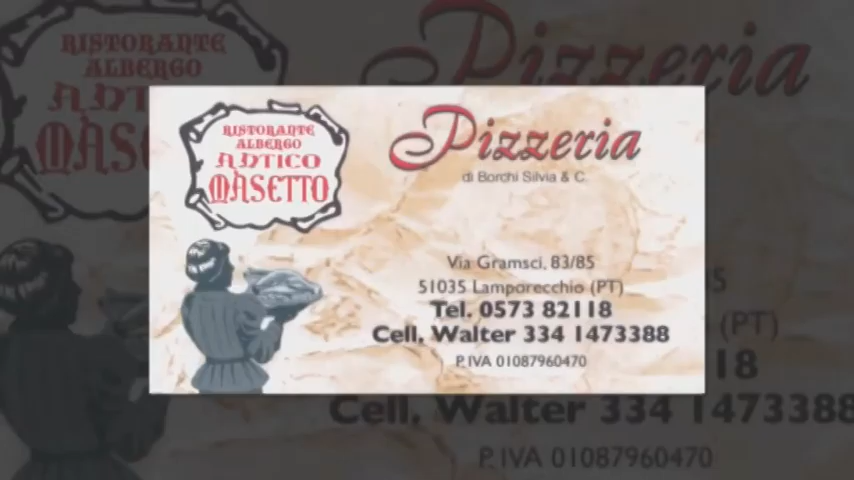 RISTORANTE
ALBERGO
ANTICO
MASETTO
Pizzeria
di Borchi Silvia & C.
Via Gramsci, 83/85
51035 Lamporecchio (PT)
Tel. 0573 82118
Cell. Walter 334 1473388
P.IVA 01087960470